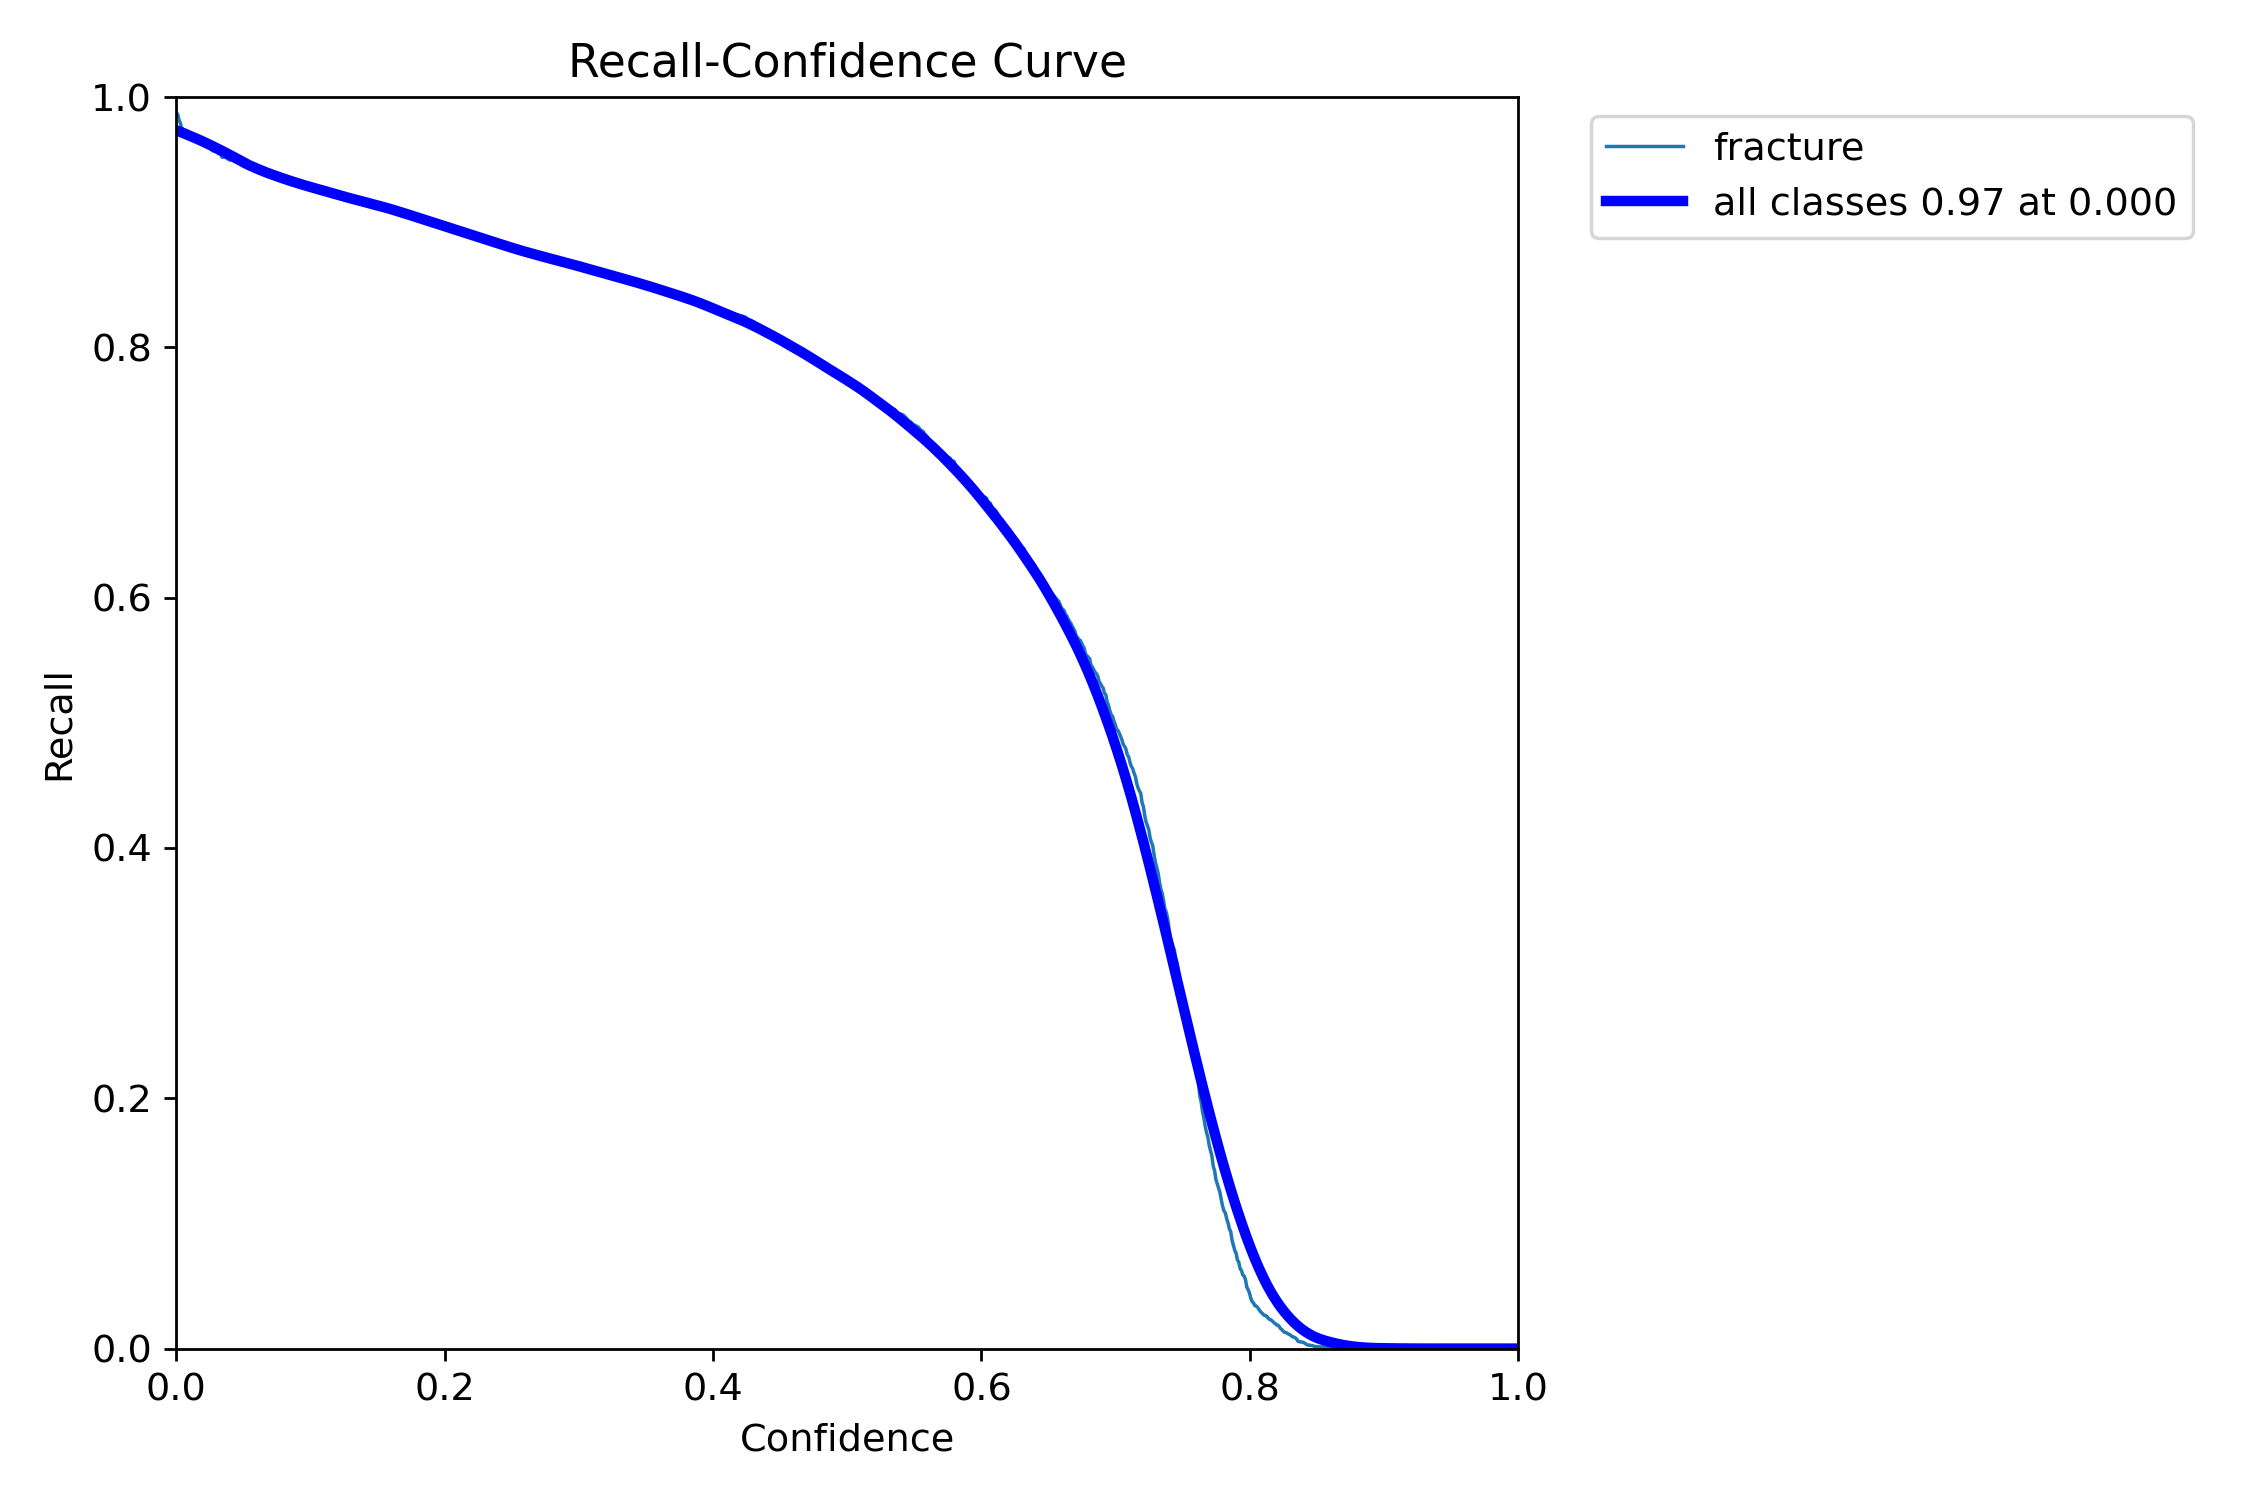 Recall-Confidence Curve
1.0
0.8
0.6
0.4
0.2
0.0
Recall
0.0 0.2 0.4 0.6 0.8 1.0
Confidence
fracture
all classes 0.97 at 0.000